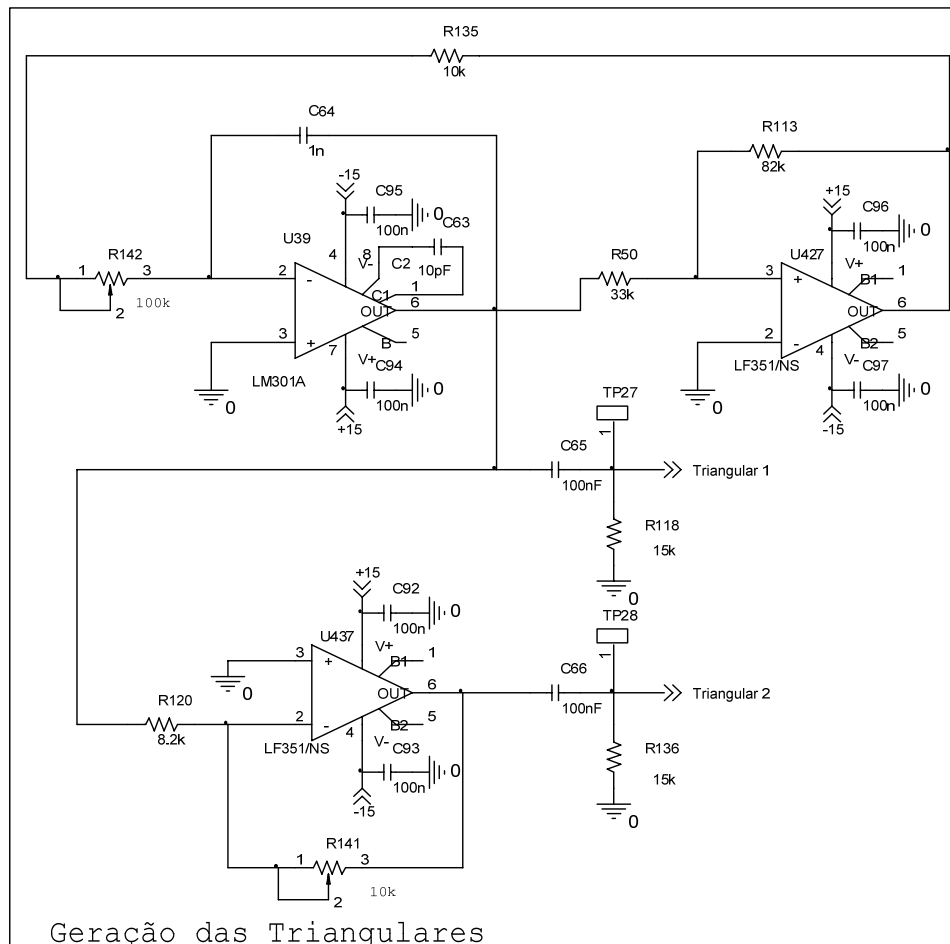 R135
10k
C64
1n
R113
82k
-15
C95
0
100n
C63
10pF
+15
C96
0
100n
U39
4
V-
8
C2
C1
1
R142
1
3
2
100k
2
-
OUT
6
B
5
3
+
7
V+
LM301A
0
C94
0
100n
+15
R50
33k
U427
V+
B1
1
3
+
OUT
6
B2
5
2
-
4
V-
LF351/NS
0
C97
0
100n
-15
TP27
1
C65
100nF
Triangular 1
R118
15k
0
+15
C92
0
100n
U437
V+
B1
1
3
+
0
OUT
6
B2
5
2
-
4
V-
LF351/NS
C93
0
100n
-15
R120
8.2k
TP28
1
C66
100nF
Triangular 2
R136
15k
0
R141
1
3
2
10k
Geração das Triangulares